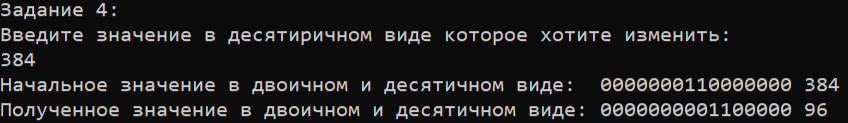 Задание 4:
Введите значение в десятиричном виде которое хотите изменить:
384
Начальное значение в двоичном и десятичном виде:  0000000110000000 384
Полученное значение в двоичном и десятичном виде: 0000000001100000 96